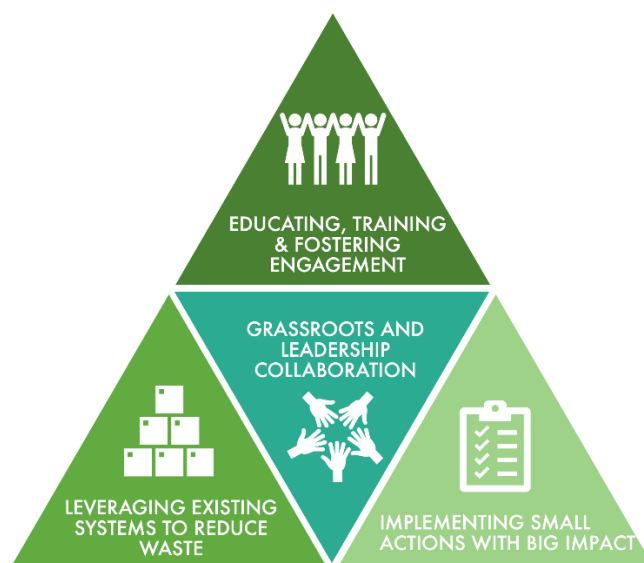 EDUCATING, TRAINING
& FOSTERING
ENGAGEMENT
GRASSROOTS AND
LEADERSHIP
COLLABORATION
LEVERAGING EXISTING
SYSTEMS TO REDUCE
WASTE
IMPLEMENTING SMALL
ACTIONS WITH BIG IMPACT